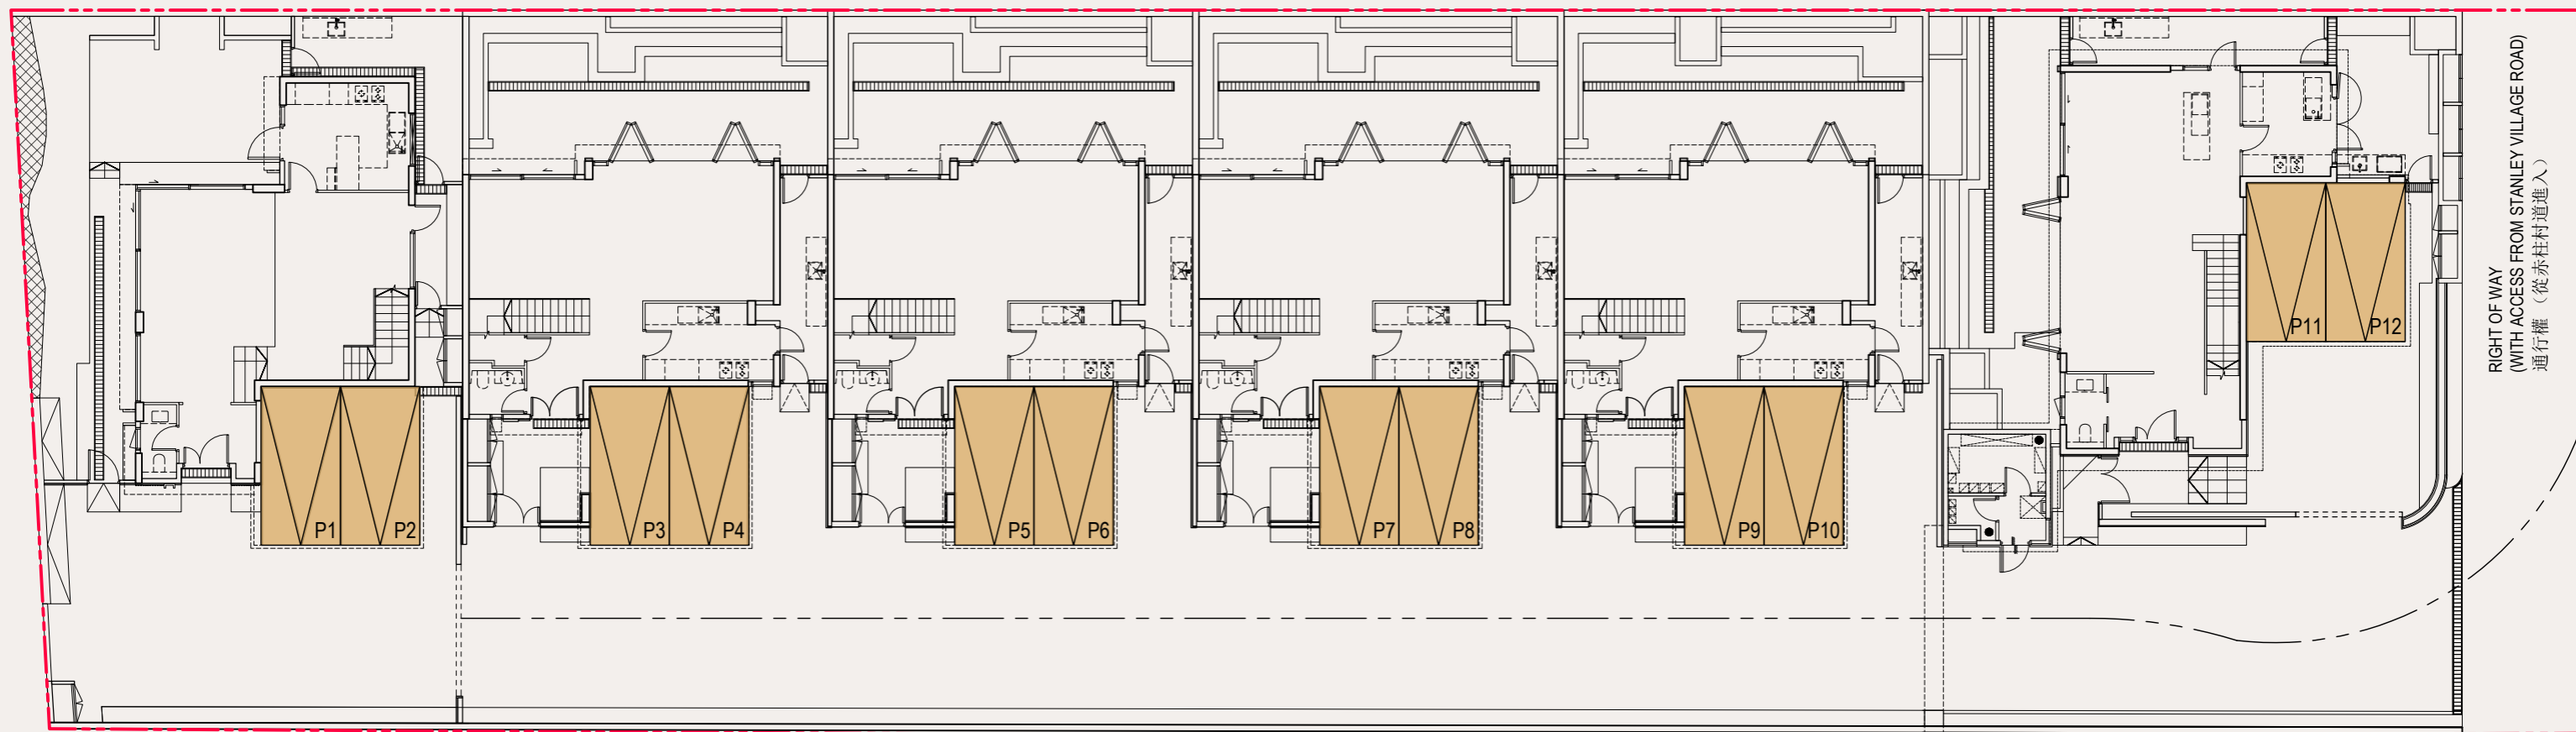 RIGHT OF WAY
(WITH ACCESS FROM STANLEY VILLAGE ROAD)
通行權（從赤柱村道進入）
P11
P12
P1
P2
P3
P4
P5
P6
P7
P8
P9
P10